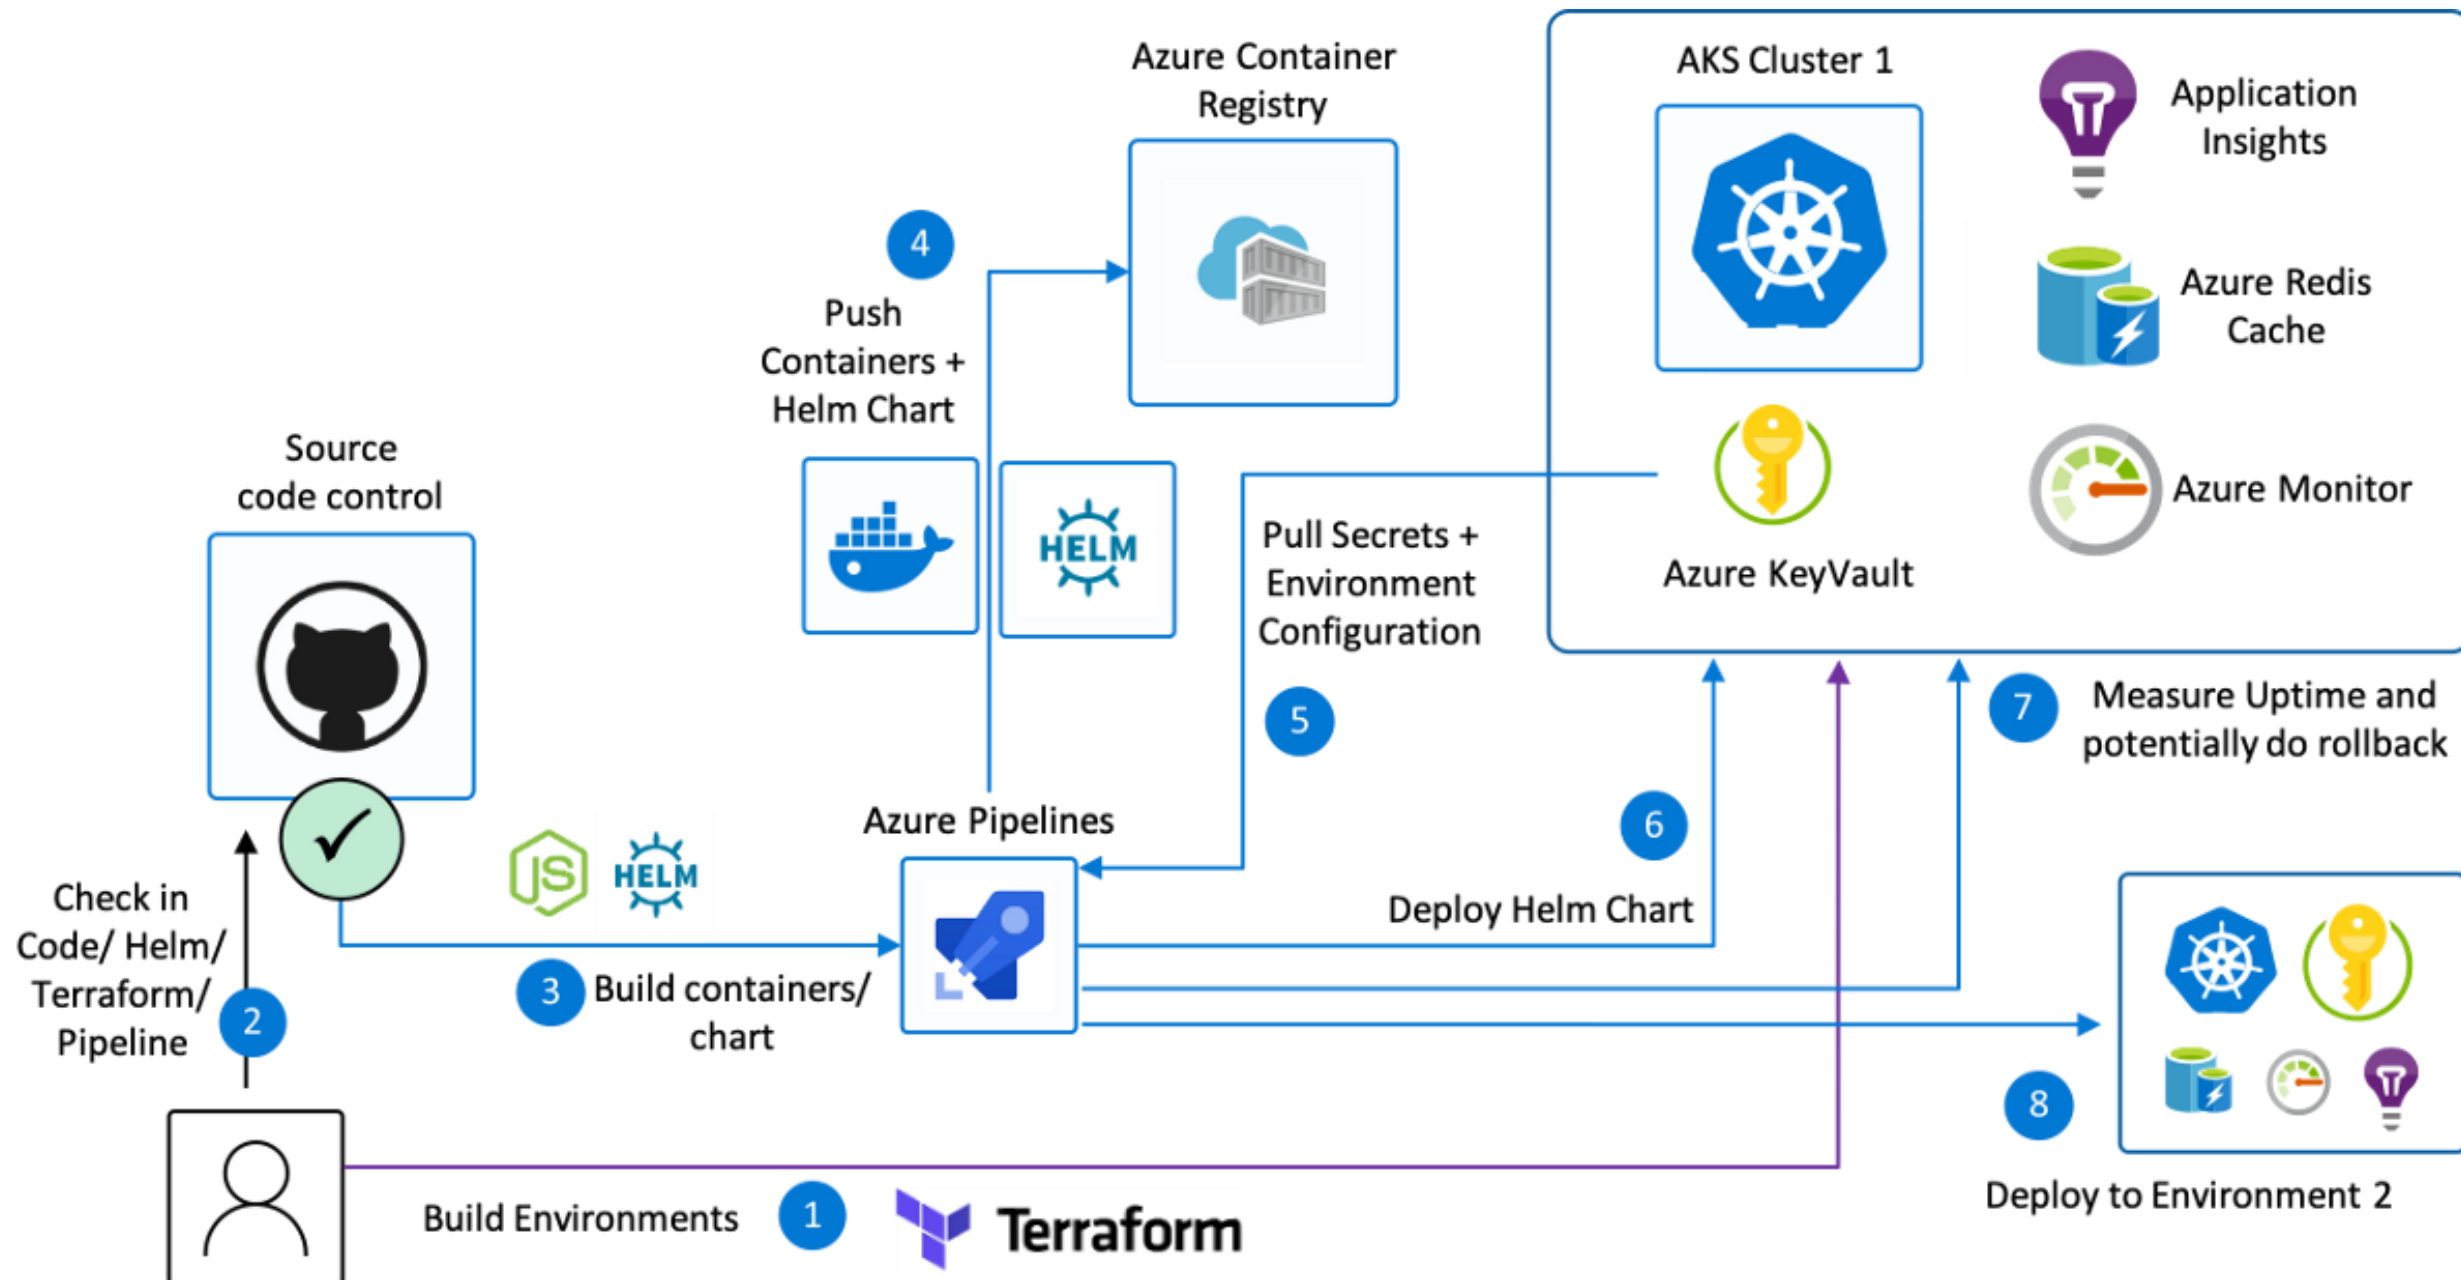 Azure Container
Registry
AKS Cluster 1
Application
Insights
4
Push
Containers +
Helm Chart
Azure Redis
Cache
Source
code control
HELM
Pull Secrets +
Environment
Configuration
Azure KeyVault
Azure Monitor
5
7
Measure Uptime and
potentially do rollback
Azure Pipelines
6
JS
HELM
Check in
Code/ Helm/
Terraform/
Pipeline
2
3
Build containers/
chart
Deploy Helm Chart
8
Deploy to Environment 2
Build Environments
1
Terraform